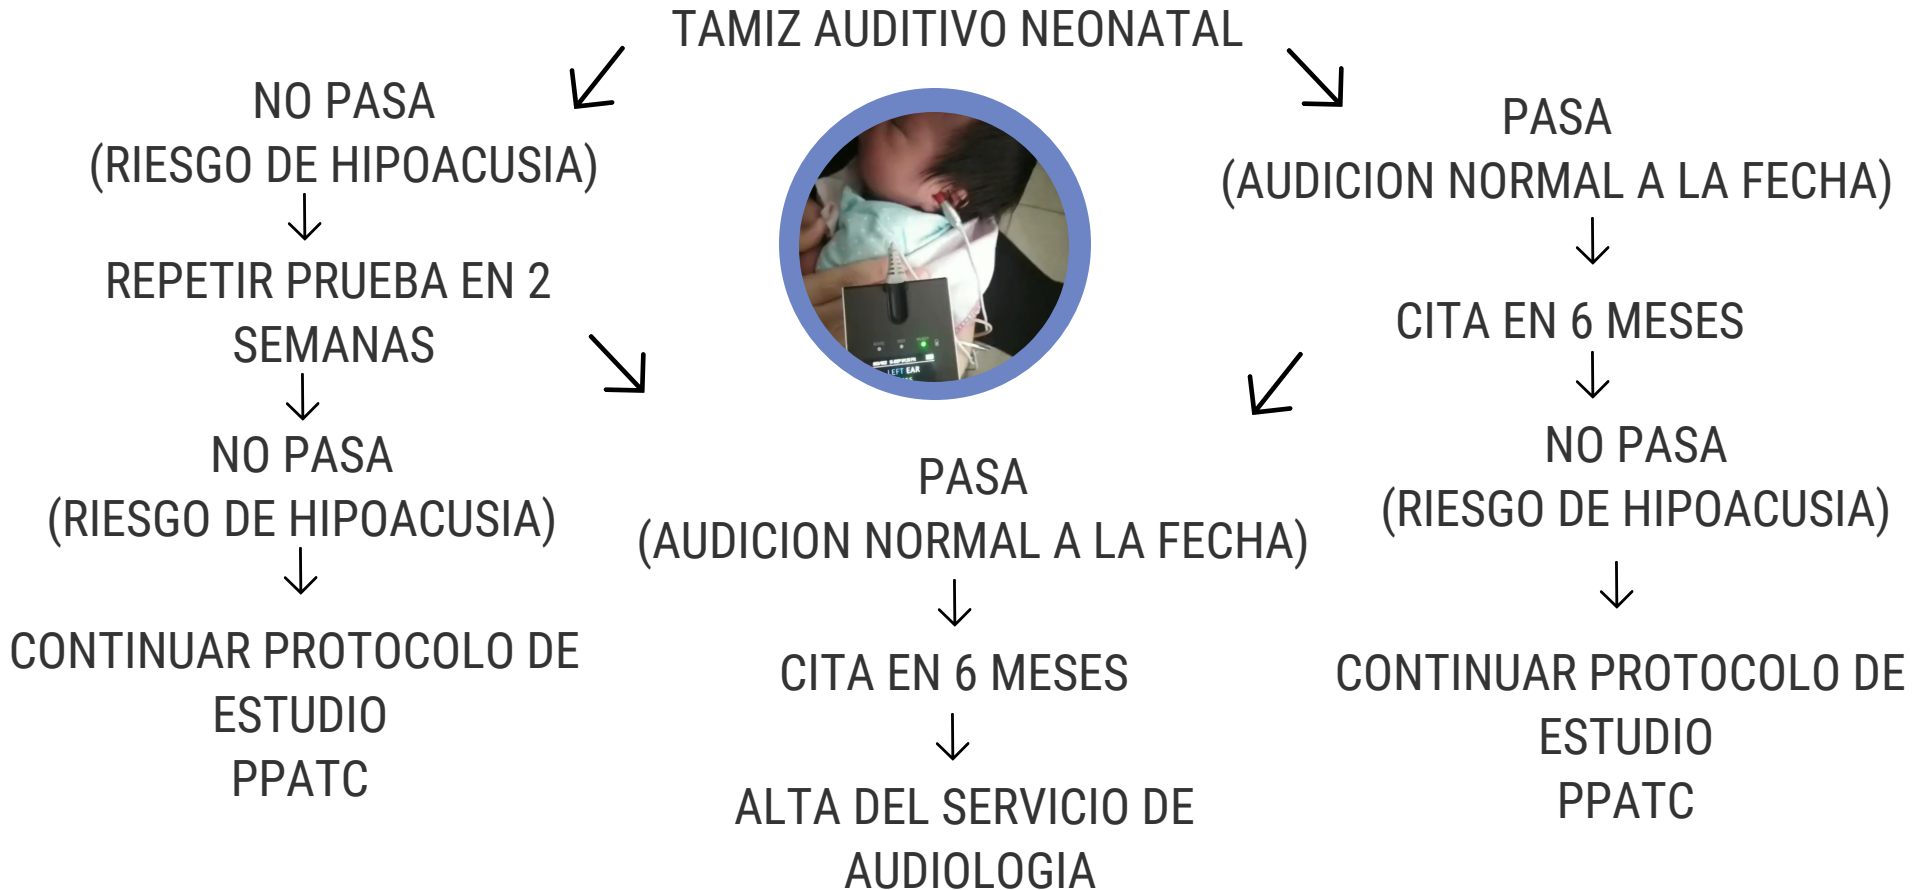 TAMIZ AUDITIVO NEONATAL
NO PASA
(RIESGO DE HIPOACUSIA)
REPETIR PRUEBA EN 2
SEMANAS
NO PASA
(RIESGO DE HIPOACUSIA)
CONTINUAR PROTOCOLO DE
ESTUDIO
PPATC
LEFT EAR
PASA
(AUDICION NORMAL A LA FECHA)
CITA EN 6 MESES
ALTA DEL SERVICIO DE
AUDIOLOGIA
PASA
(AUDICION NORMAL A LA FECHA)
CITA EN 6 MESES
NO PASA
(RIESGO DE HIPOACUSIA)
CONTINUAR PROTOCOLO DE
ESTUDIO
PPATC